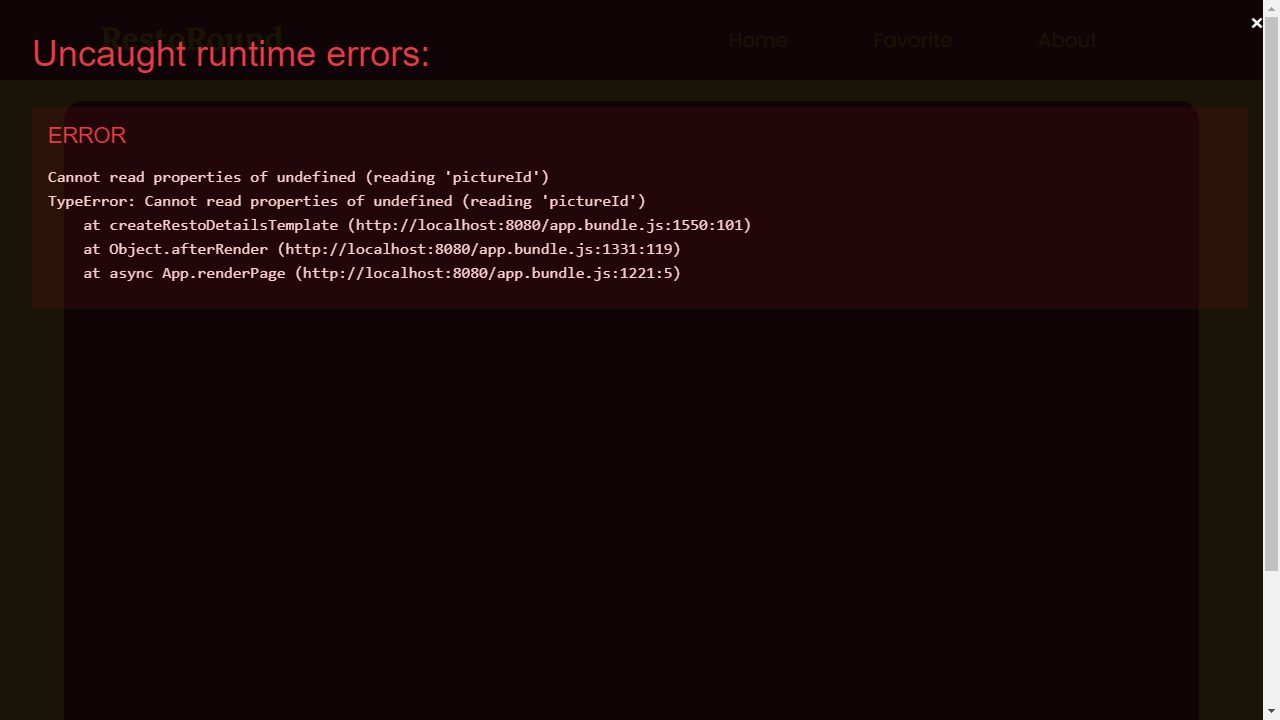 RestoRound
Home Favorite About
×
Uncaught runtime errors:
ERROR
Cannot read properties of undefined (reading 'pictureId')
TypeError: Cannot read properties of undefined (reading 'pictureId')
at createRestoDetailsTemplate (http://localhost:8080/app.bundle.js:1550:101)
at Object.afterRender (http://localhost:8080/app.bundle.js:1331:119)
at async App.renderPage (http://localhost:8080/app.bundle.js:1221:5)